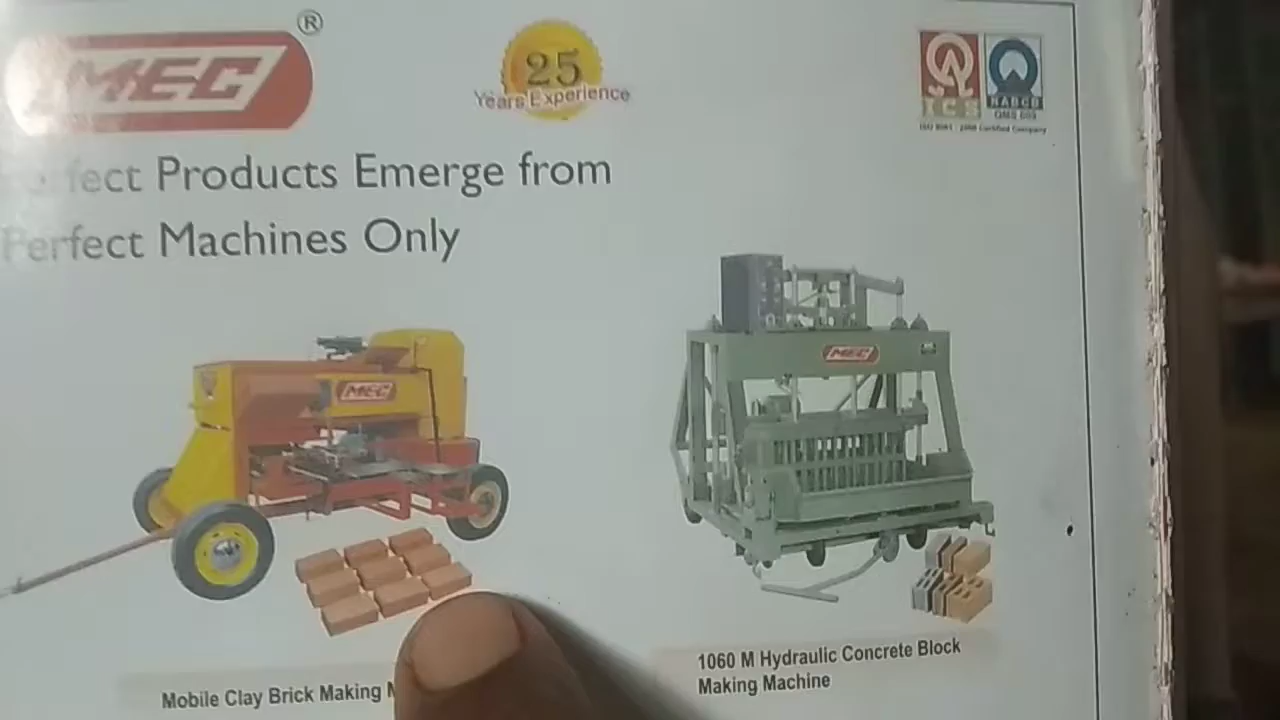 MEC ®
25
Years Experience
ICS
NABCB
QMS 003
ISO 9001 : 2008 Certified Company
fect Products Emerge from
Perfect Machines Only
MEC
MEC
Mobile Clay Brick Making
1060 M Hydraulic Concrete Block
Making Machine